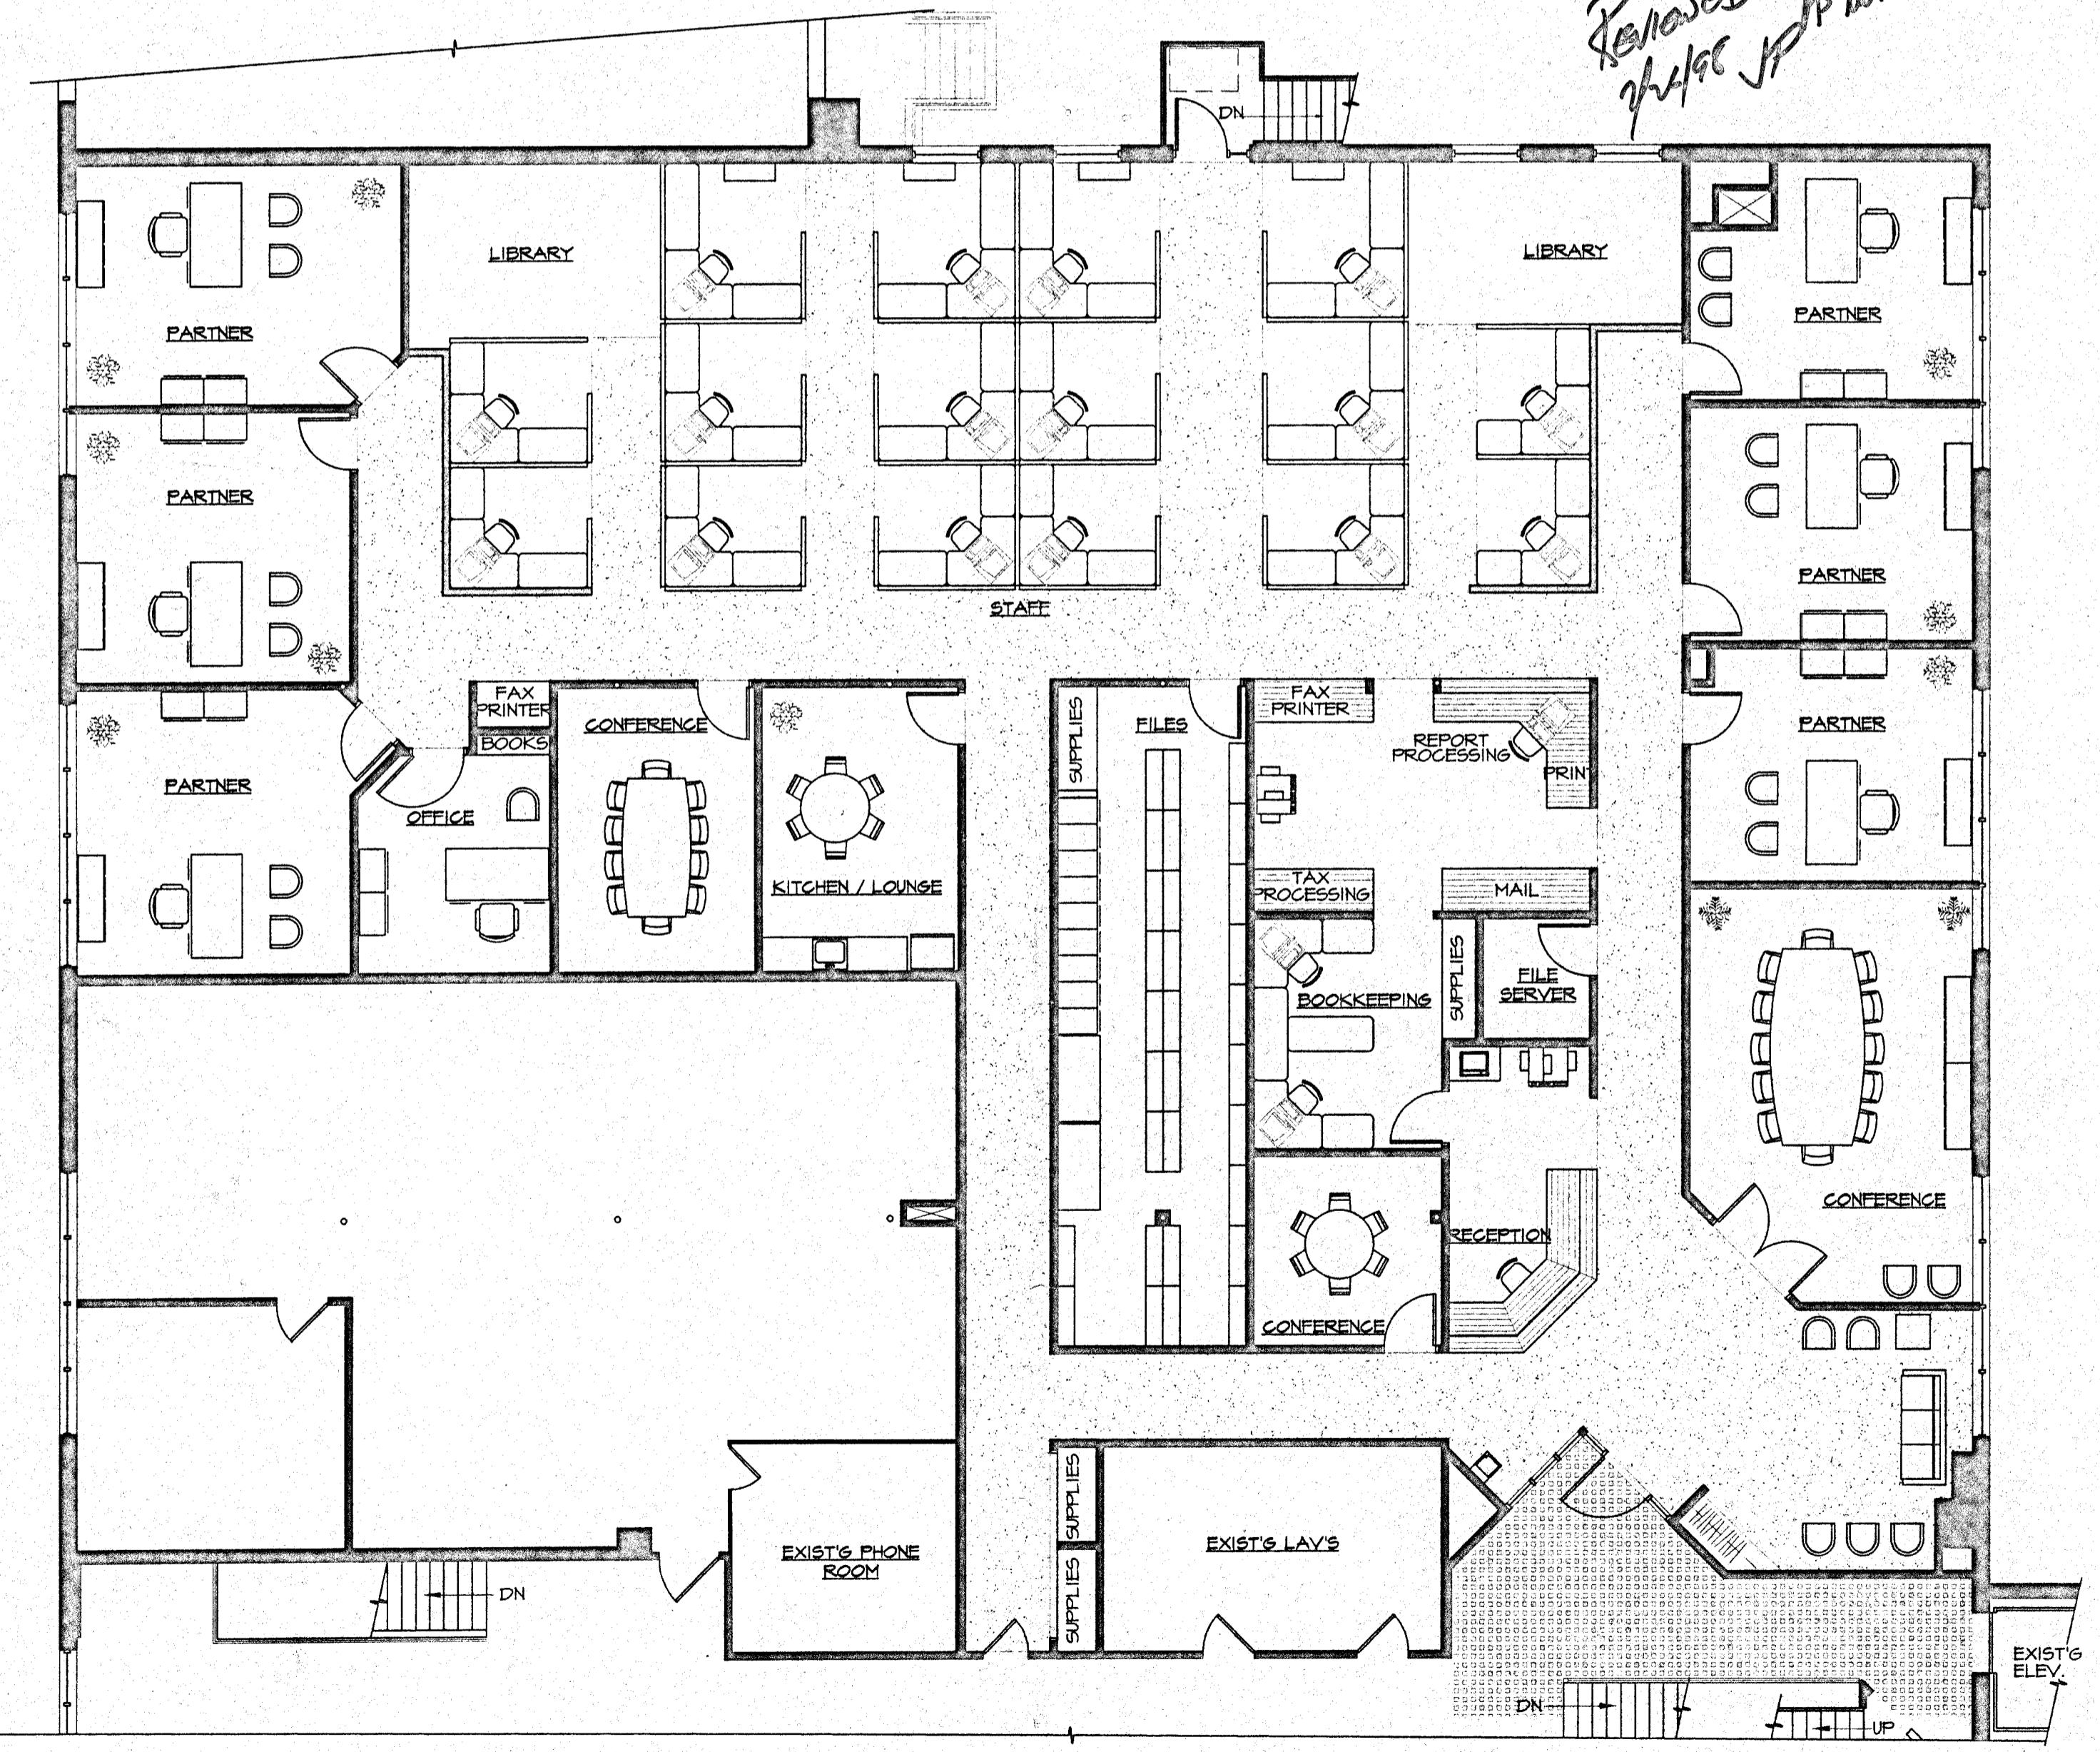 REVIEWED
DN
LIBRARY
LIBRARY
PARTNER
PARTNER
PARTNER
PARTNER
STAFF
FAX
PRINTER
BOOKS
CONFERENCE
SUPPLIES
FILES
FAX
PRINTER
REPORT
PROCESSING
PRINT
PARTNER
PARTNER
OFFICE
KITCHEN / LOUNGE
TAX
PROCESSING
MAIL
BOOKKEEPING
SUPPLIES
FILE
SERVER
CONFERENCE
RECEPTION
CONFERENCE
SUPPLIES
SUPPLIES
EXIST'G LAV'S
EXIST'G PHONE
ROOM
DN
DN
UP
EXIST'G
ELEV.